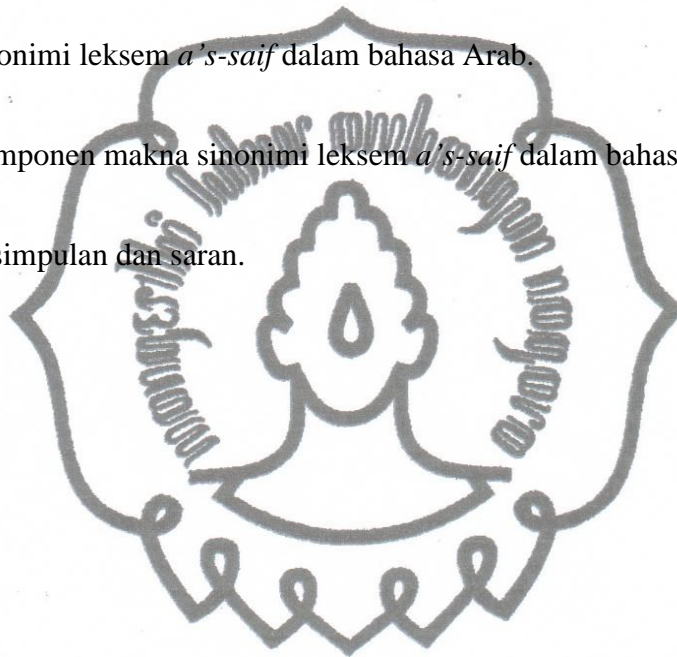 onimi leksem a's-saif dalam bahasa Arab.
mponen makna sinonimi leksem a's-saif dalam bahas
simpulan dan saran.